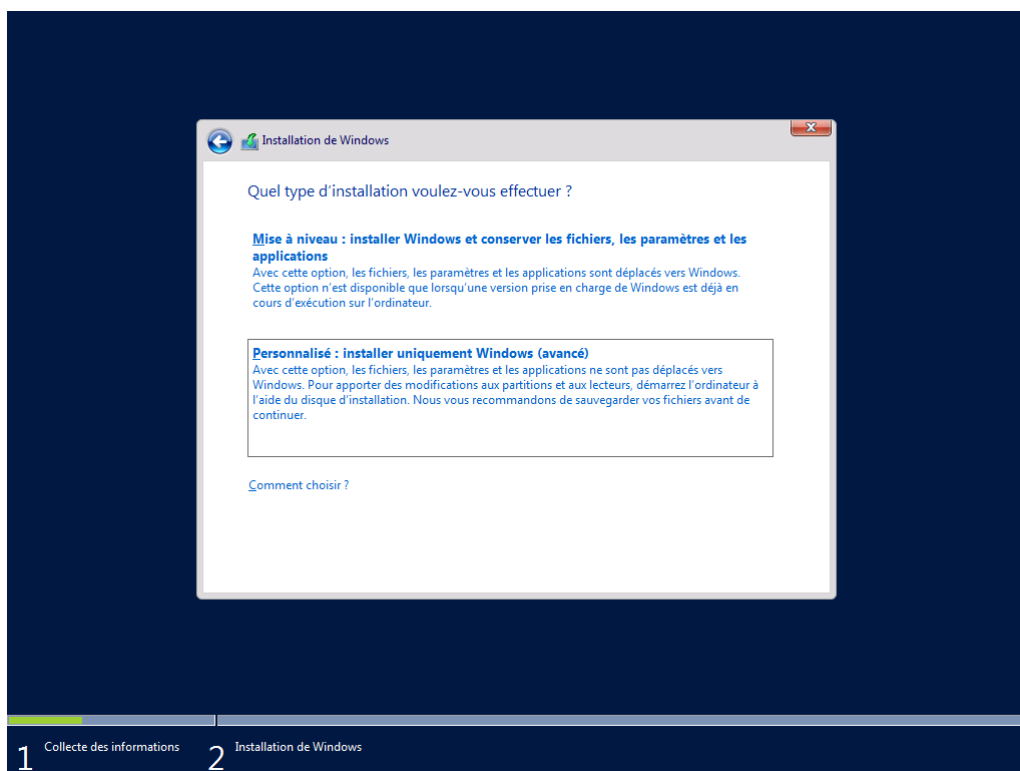 Installation de Windows
Quel type d'installation voulez-vous effectuer ?
Mise à niveau : installer Windows et conserver les fichiers, les paramètres et les
applications
Avec cette option, les fichiers, les paramètres et les applications sont déplacés vers Windows.
Cette option n'est disponible que lorsqu'une version prise en charge de Windows est déjà en
cours d'exécution sur l'ordinateur.
Personnalisé : installer uniquement Windows (avancé)
Avec cette option, les fichiers, les paramètres et les applications ne sont pas déplacés vers
Windows. Pour apporter des modifications aux partitions et aux lecteurs, démarrez l'ordinateur à
l'aide du disque d'installation. Nous vous recommandons de sauvegarder vos fichiers avant de
continuer.
Comment choisir ?
1 Collecte des informations 2 Installation de Windows